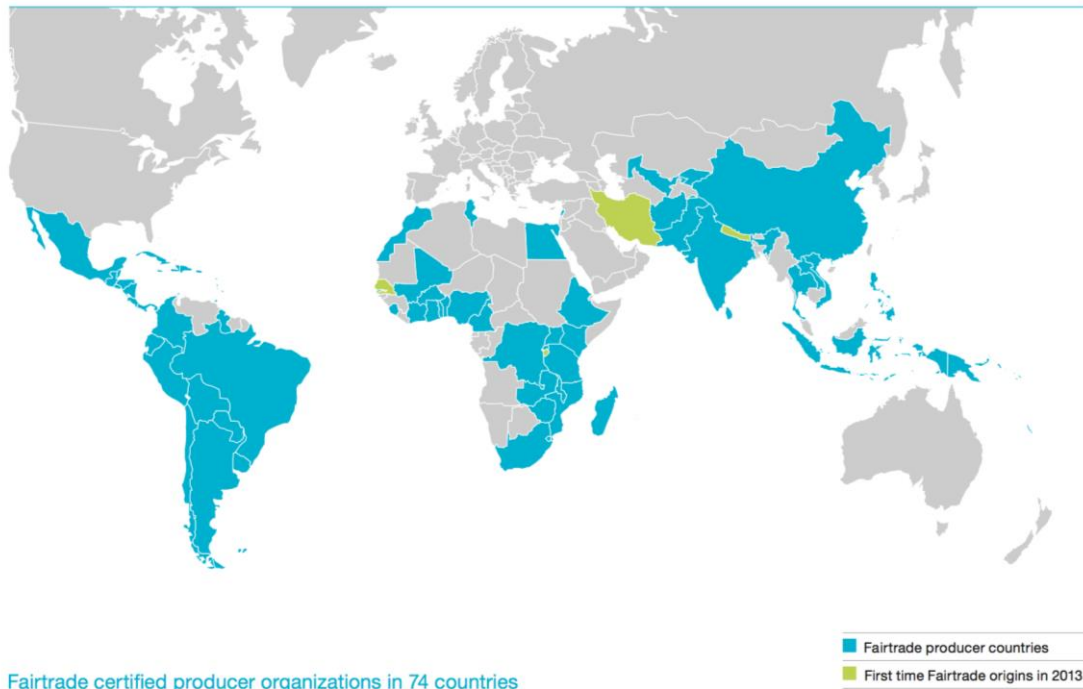 Fairtrade producer countries
First time Fairtrade origins in 2013
Fairtrade certified producer organizations in 74 countries